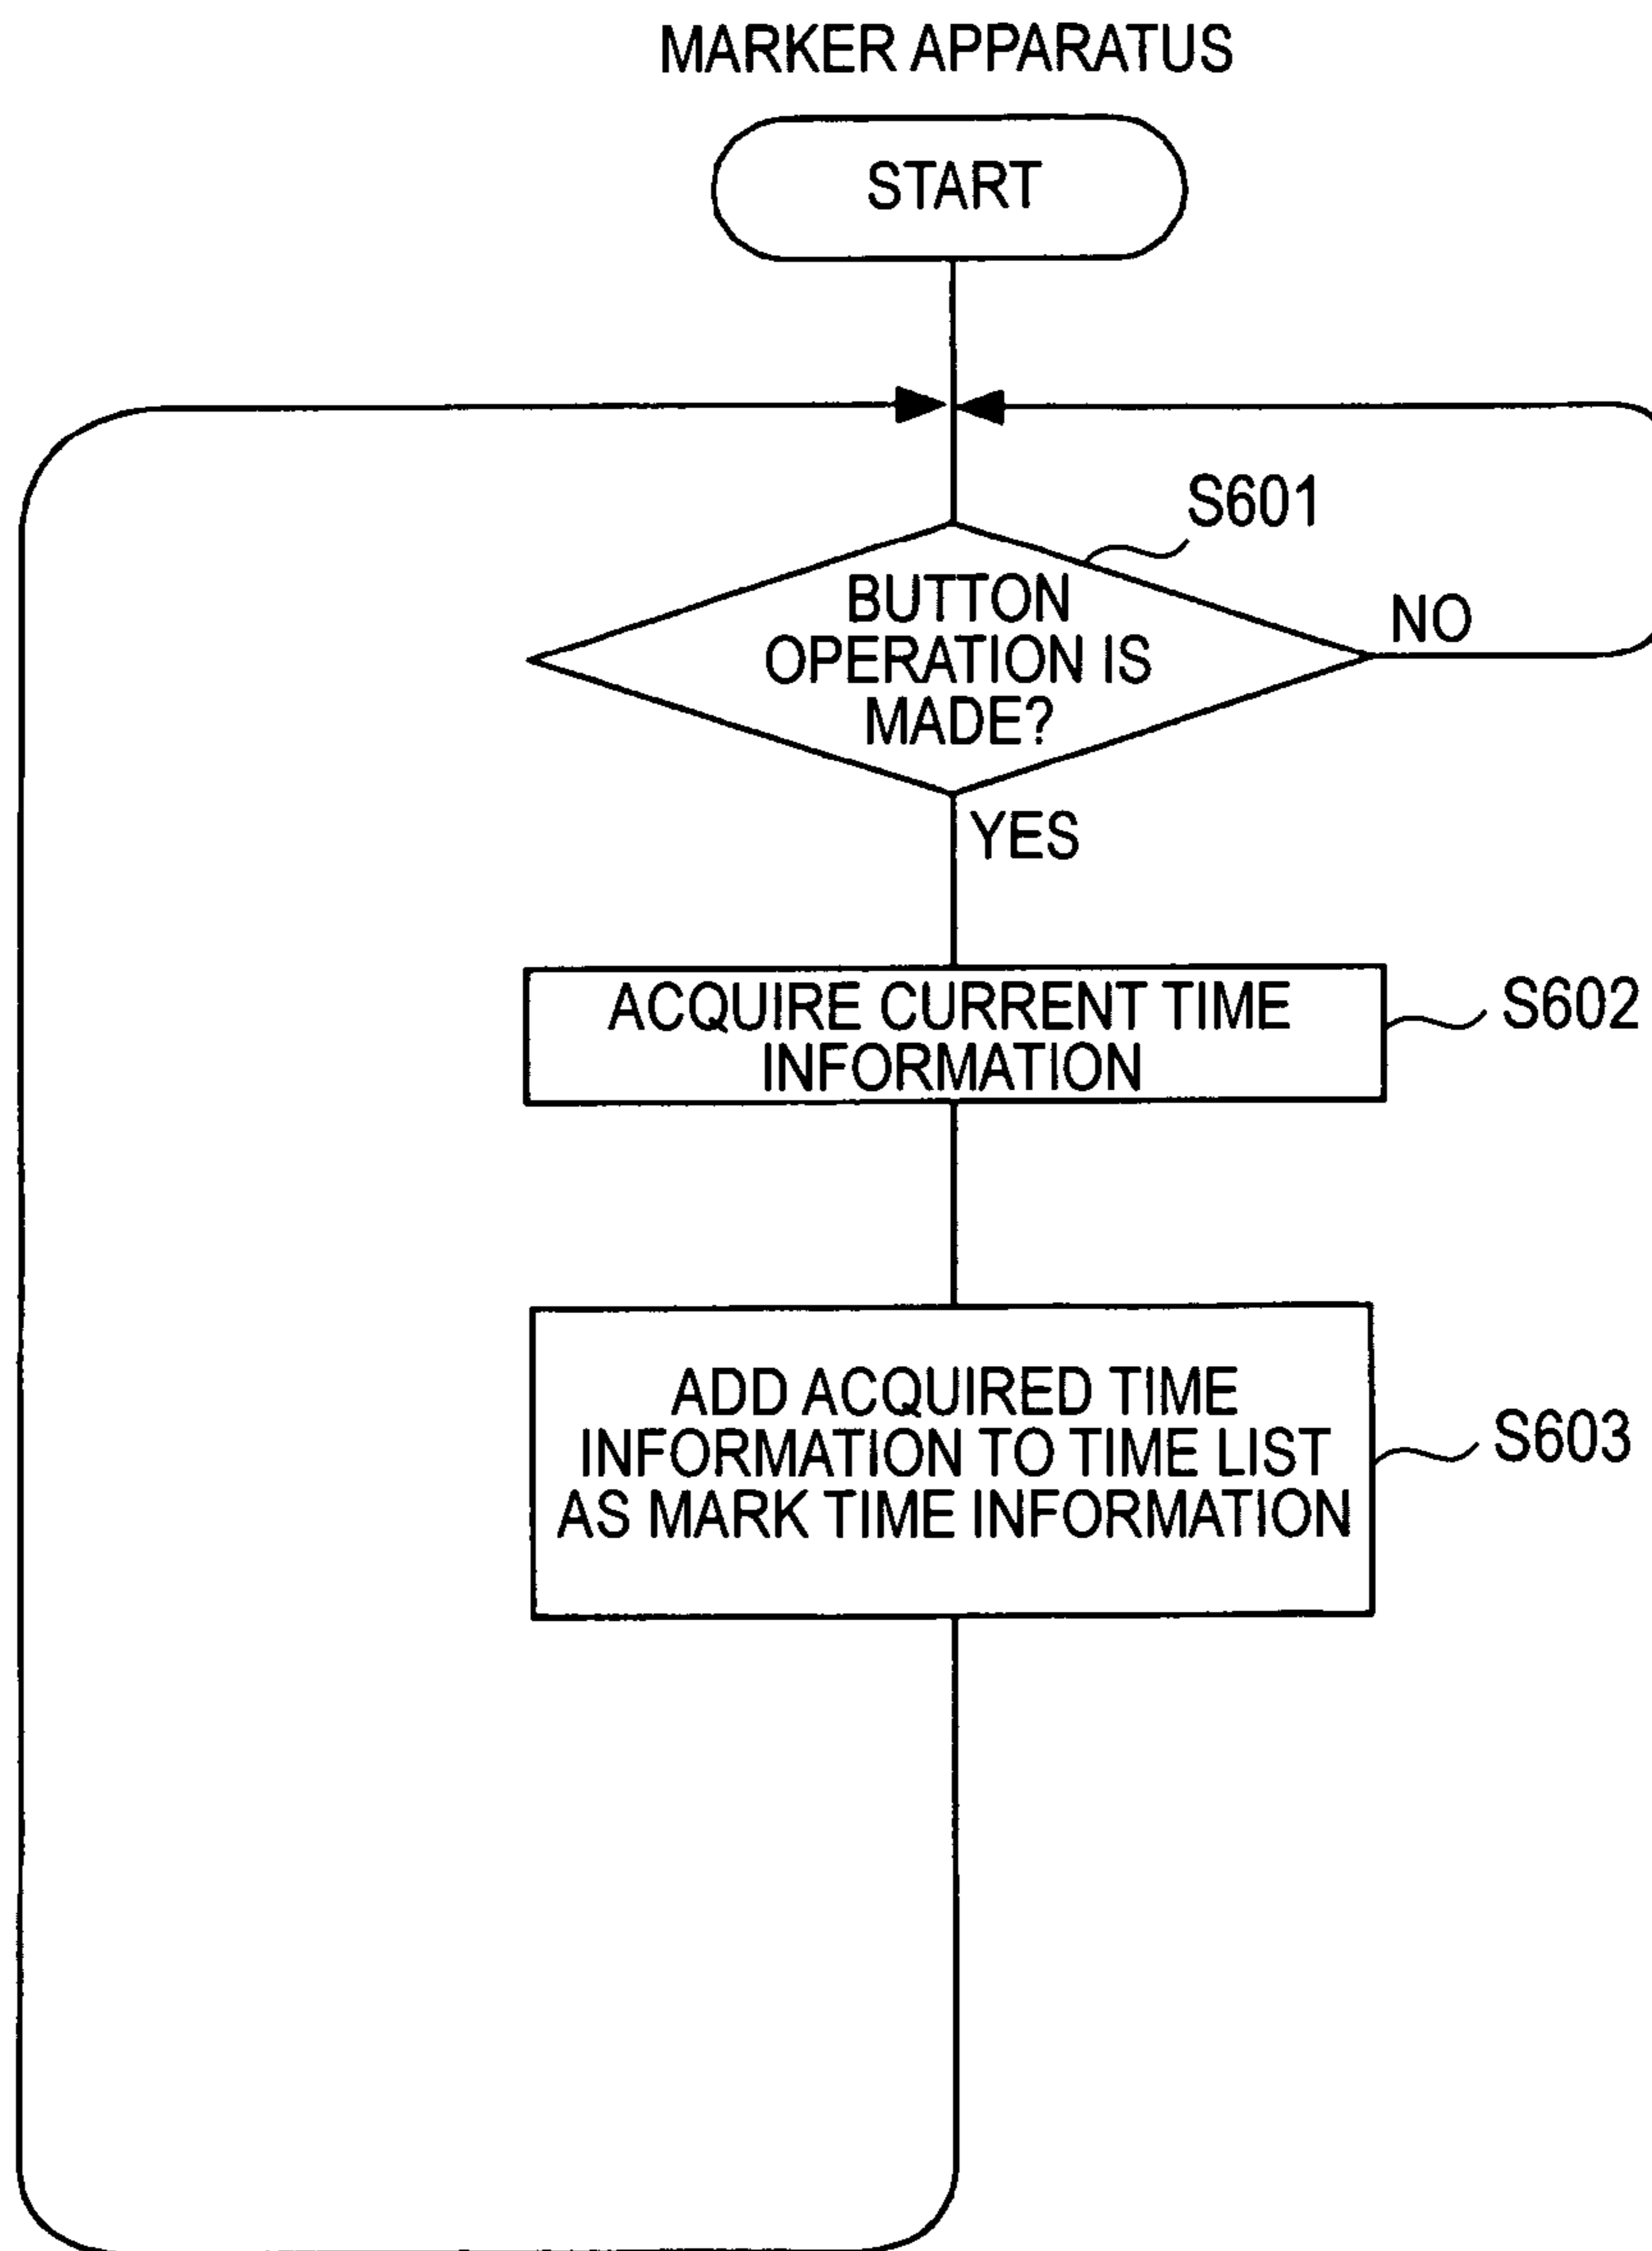 MARKER APPARATUS
START
S601
BUTTON
OPERATION IS
MADE?
NO
YES
ACQUIRE CURRENT TIME
INFORMATION
S602
ADD ACQUIRED TIME
INFORMATION TO TIME LIST
AS MARK TIME INFORMATION
S603